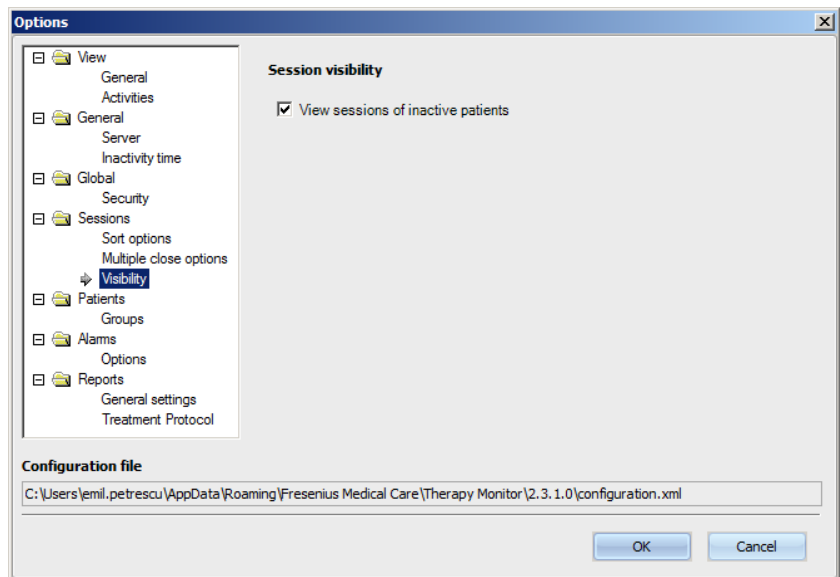 Options
View
General
Activities
General
Server
Inactivity time
Global
Security
Sessions
Sort options
Multiple close options
Visibility
Patients
Groups
Alarms
Options
Reports
General settings
Treatment Protocol
Session visibility
View sessions of inactive patients
Configuration file
C:\Users\emil.petrescu\AppData\Roaming\Fresenius Medical Care\Therapy Monitor\2.3.1.0\configuration.xml
OK Cancel